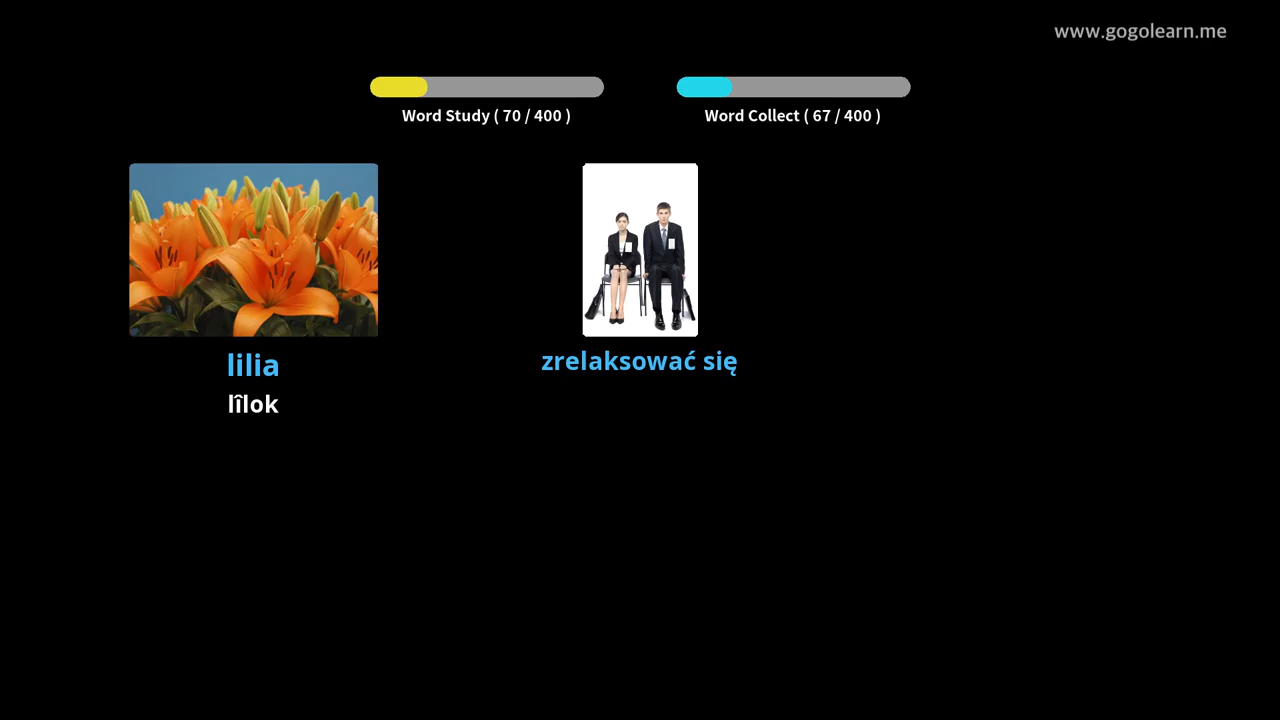 www.gogolearn.me
Word Study ( 70 / 400 )
Word Collect ( 67 / 400 )
lilia
lîlok
zrelaksować się